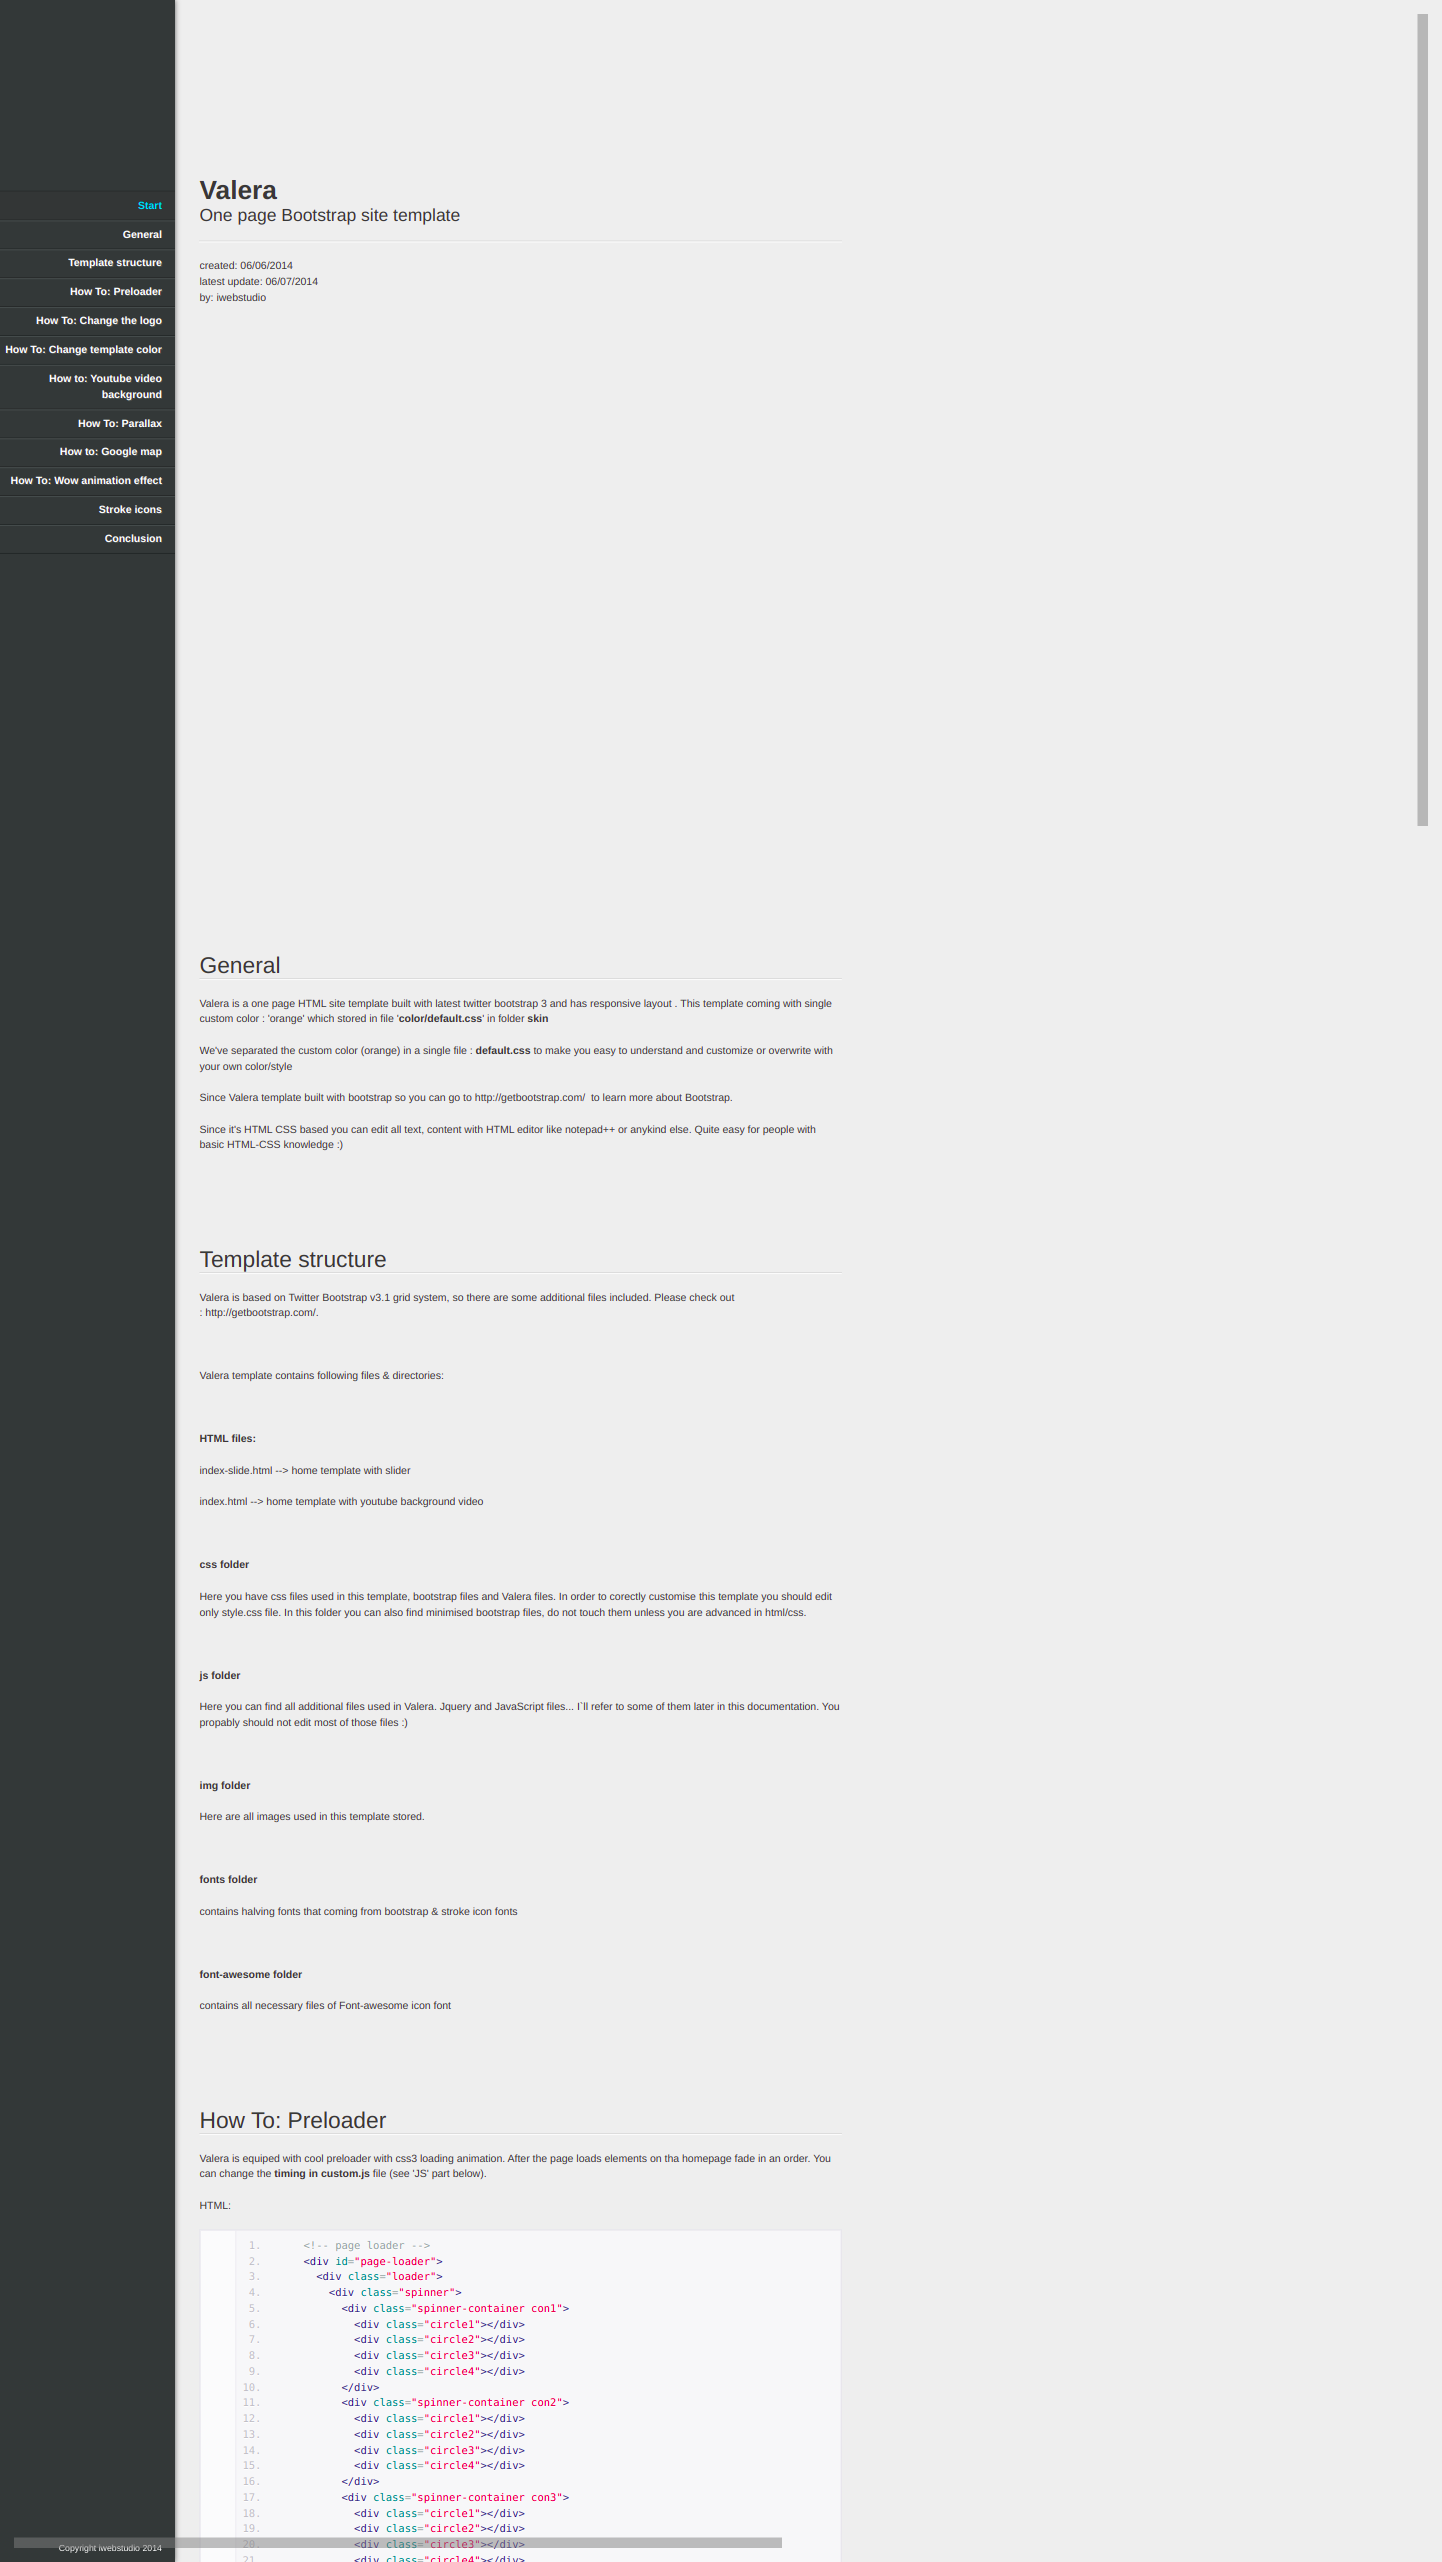 Start
General
Template structure
How To: Preloader
How To: Change the logo
How To: Change template color
How to: Youtube video
background
How To: Parallax
How to: Google map
How To: Wow animation effect
Stroke icons
Conclusion
Copyright iwebstudio 2014
Valera
One page Bootstrap site template
created: 06/06/2014
latest update: 06/07/2014
by: iwebstudio
General
Valera is a one page HTML site template built with latest twitter bootstrap 3 and has responsive layout . This template coming with single
custom color : 'orange' which stored in file 'color/default.css' in folder skin
We've separated the custom color (orange) in a single file : default.css to make you easy to understand and customize or overwrite with
your own color/style
Since Valera template built with bootstrap so you can go to http://getbootstrap.com/  to learn more about Bootstrap.
Since it's HTML CSS based you can edit all text, content with HTML editor like notepad++ or anykind else. Quite easy for people with
basic HTML-CSS knowledge :)
Template structure
Valera is based on Twitter Bootstrap v3.1 grid system, so there are some additional files included. Please check out
: http://getbootstrap.com/.
Valera template contains following files & directories:
HTML files:
index-slide.html --> home template with slider
index.html --> home template with youtube background video
css folder
Here you have css files used in this template, bootstrap files and Valera files. In order to corectly customise this template you should edit
only style.css file. In this folder you can also find minimised bootstrap files, do not touch them unless you are advanced in html/css.
js folder
Here you can find all additional files used in Valera. Jquery and JavaScript files... I`ll refer to some of them later in this documentation. You
propably should not edit most of those files :)
img folder
Here are all images used in this template stored.
fonts folder
contains halving fonts that coming from bootstrap & stroke icon fonts
font-awesome folder
contains all necessary files of Font-awesome icon font
How To: Preloader
Valera is equiped with cool preloader with css3 loading animation. After the page loads elements on tha homepage fade in an order. You
can change the timing in custom.js file (see 'JS' part below).
HTML:
1. <!-- page loader -->
2. <div id="page-loader">
3. <div class="loader">
4. <div class="spinner">
5. <div class="spinner-container con1">
6. <div class="circle1"></div>
7. <div class="circle2"></div>
8. <div class="circle3"></div>
9. <div class="circle4"></div>
10. </div>
11. <div class="spinner-container con2">
12. <div class="circle1"></div>
13. <div class="circle2"></div>
14. <div class="circle3"></div>
15. <div class="circle4"></div>
16. </div>
17. <div class="spinner-container con3">
18. <div class="circle1"></div>
19. <div class="circle2"></div>
20. <div class="circle3"></div>
21. <div class="circle4"></div>